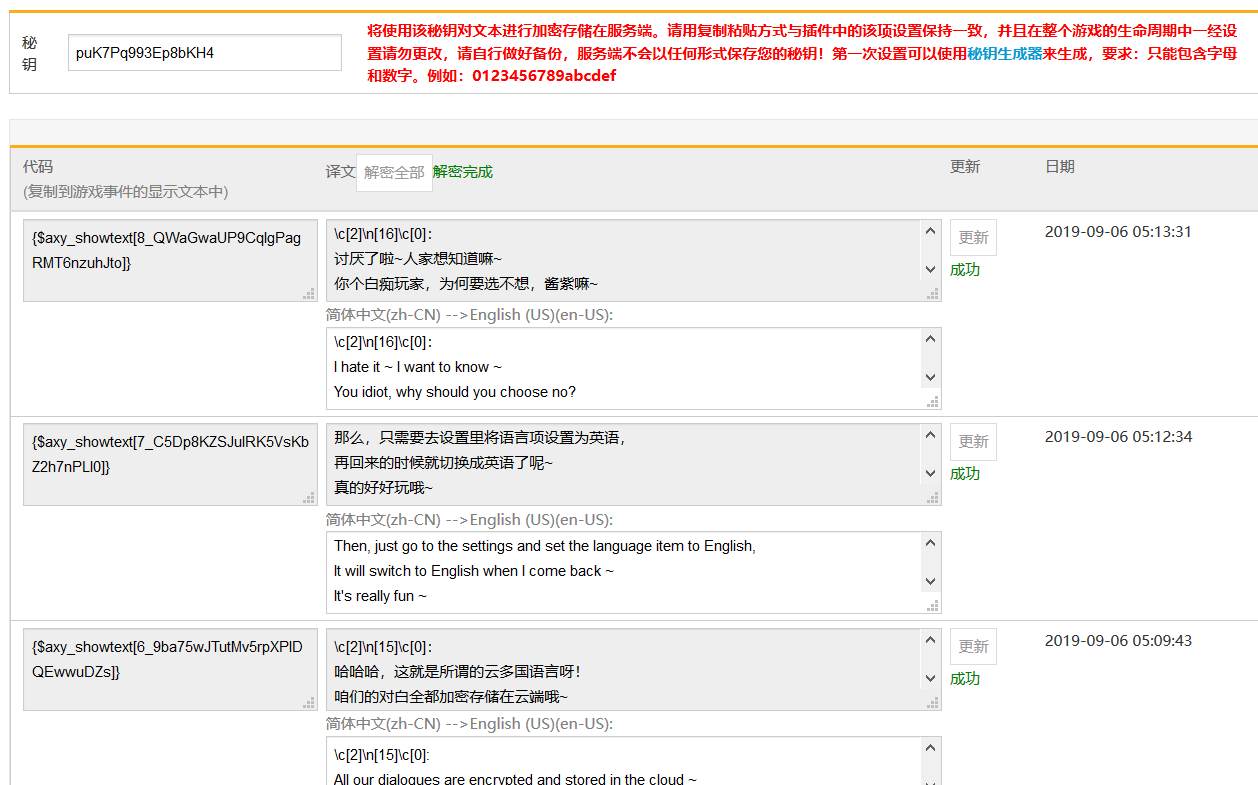 秘
钥
puK7Pq993Ep8bKH4
将使用该秘钥对文本进行加密存储在服务端。请用复制粘贴方式与插件中的该项设置保持一致，并且在整个游戏的生命周期中一经设
置请勿更改，请自行做好备份，服务端不会以任何形式保存您的秘钥！第一次设置可以使用秘钥生成器来生成，要求：只能包含字母
和数字。例如：0123456789abcdef
代码
(复制到游戏事件的显示文本中)
译文 解密全部 解密完成
更新
日期
{$axy_showtext[8_QWaGwaUP9CqlgPag
RMT6nzuhJto]}
\c[2]\n[16]\c[0]：
讨厌了啦~人家想知道嘛~
你个白痴玩家，为何要选不想，酱紫嘛~
简体中文(zh-CN) -->English (US)(en-US):
\c[2]\n[16]\c[0]：
I hate it ~ I want to know ~
You idiot, why should you choose no?
更新
成功
2019-09-06 05:13:31
{$axy_showtext[7_C5Dp8KZSJulRK5VsKb
Z2h7nPLl0]}
那么，只需要去设置里将语言项设置为英语，
再回来的时候就切换成英语了呢~
真的好好玩哦~
简体中文(zh-CN) -->English (US)(en-US):
Then, just go to the settings and set the language item to English,
It will switch to English when I come back ~
It's really fun ~
更新
成功
2019-09-06 05:12:34
{$axy_showtext[6_9ba75wJTutMv5rpXPlD
QEwwuDZs]}
\c[2]\n[15]\c[0]：
哈哈哈，这就是所谓的云多国语言呀！
咱们的对白全都加密存储在云端哦~
简体中文(zh-CN) -->English (US)(en-US):
\c[2]\n[15]\c[0]:
All our dialogues are encrypted and stored in the cloud ~
更新
成功
2019-09-06 05:09:43